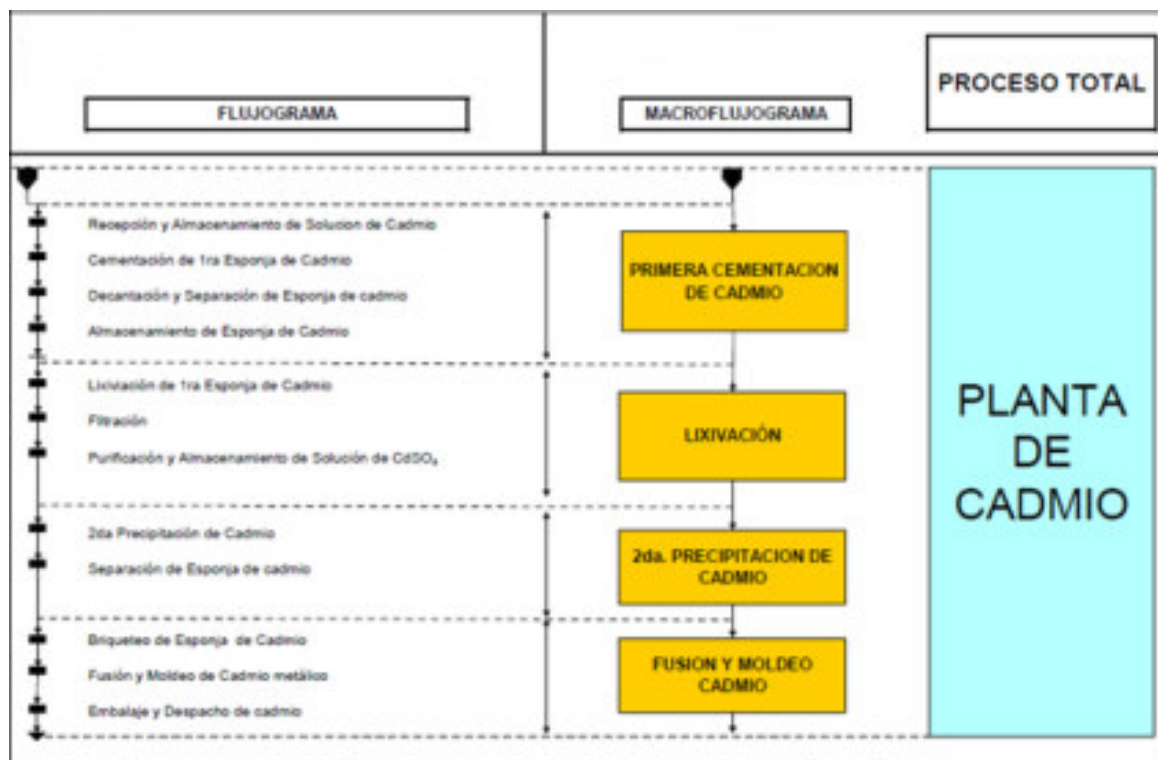 FLUJOGRAMA
MACROFLUJOGRAMA
PROCESO TOTAL
Recepción y Almacenamiento de Solucion de Cadmio
Cementación de 1ra Esponja de Cadmio
Decantación y Separación de Esponja de cadmio
Almacenamiento de Esponja de Cadmio
PRIMERA CEMENTACION
DE CADMIO
Lixiviación de 1ra Esponja de Cadmio
Filtración
Purificación y Almacenamiento de Solución de CdSO₄
LIXIVACIÓN
2da Precipitación de Cadmio
Separación de Esponja de cadmio
2da. PRECIPITACION DE
CADMIO
Briqueteo de Esponja de Cadmio
Fusión y Moldeo de Cadmio metálico
Embalaje y Despacho de cadmio
FUSION Y MOLDEO
CADMIO
PLANTA
DE
CADMIO